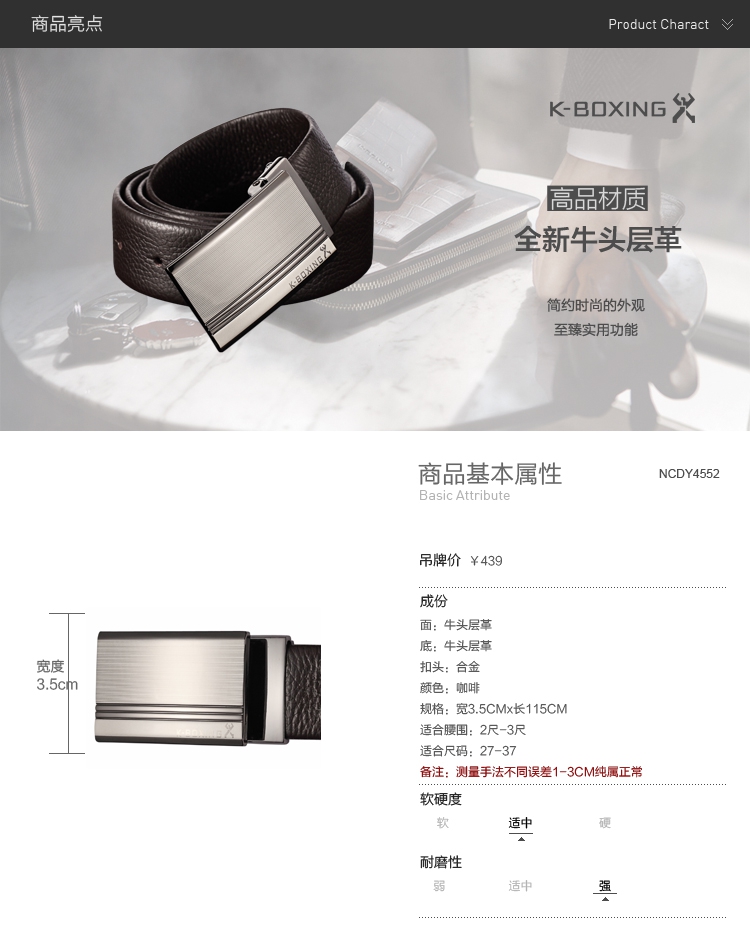 商品亮点
Product Charact
K-BOXING
高品材质
全新牛头层革
简约时尚的外观
至臻实用功能
K-BOXING
商品基本属性
NCDY4552
Basic Attribute
吊牌价 ￥439
成份
面：牛头层革
底：牛头层革
扣头：合金
颜色：咖啡
规格：宽3.5CMx长115CM
适合腰围：2尺-3尺
适合尺码：27-37
备注：测量手法不同误差1-3CM纯属正常
宽度
3.5cm
软硬度
软 适中 硬
耐磨性
弱 适中 强